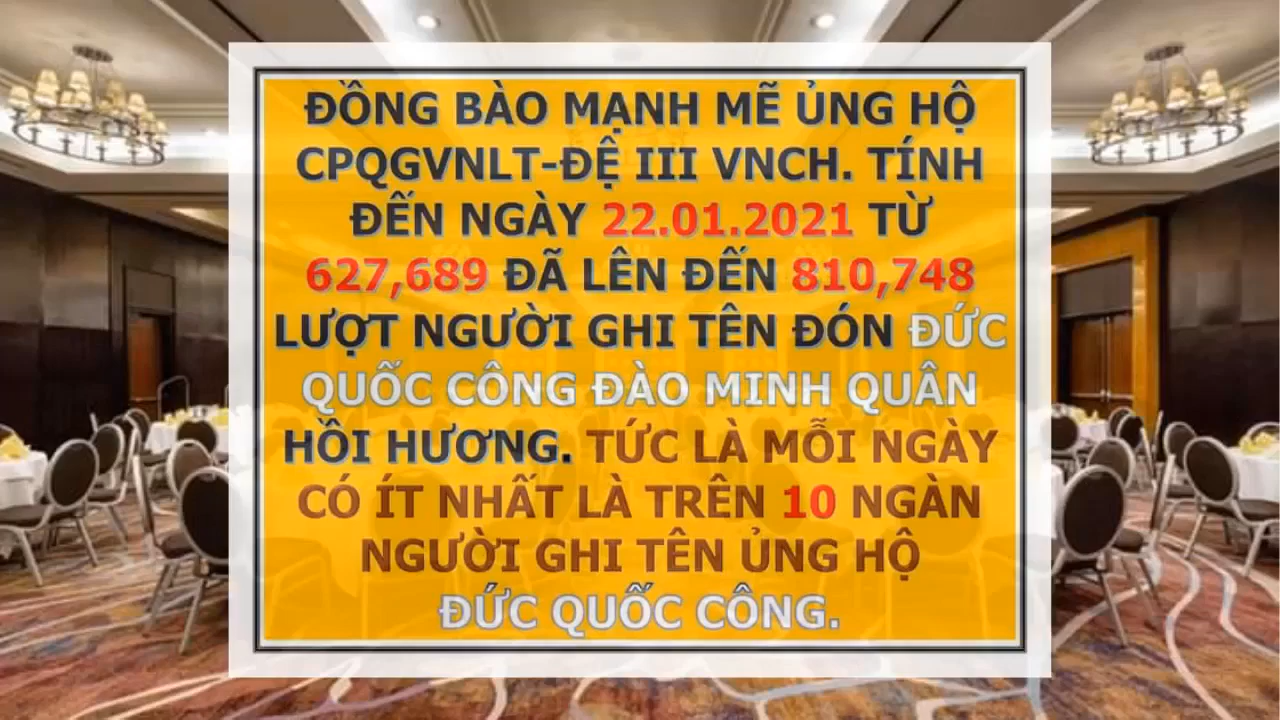 ĐỒNG BÀO MẠNH MẼ ỦNG HỘ
CPQGVNLT-ĐỆ III VNCH. TÍNH
ĐẾN NGÀY 22.01.2021 TỪ
627,689 ĐÃ LÊN ĐẾN 810,748
LƯỢT NGƯỜI GHI TÊN ĐÓN ĐỨC
QUỐC CÔNG ĐÀO MINH QUÂN
HỒI HƯƠNG. TỨC LÀ MỖI NGÀY
CÓ ÍT NHẤT LÀ TRÊN 10 NGÀN
NGƯỜI GHI TÊN ỦNG HỘ
ĐỨC QUỐC CÔNG.